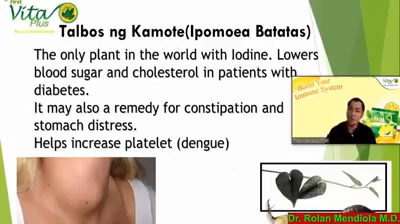 First
Vita
Plus
Talbos ng Kamote(Ipomoea Batatas)
The only plant in the world with Iodine. Lowers
blood sugar and cholesterol in patients with
diabetes.
It may also a remedy for constipation and
stomach distress.
Helps increase platelet (dengue)
Boost Your
Immune System
Dr. Rolan Mendiola M.D.